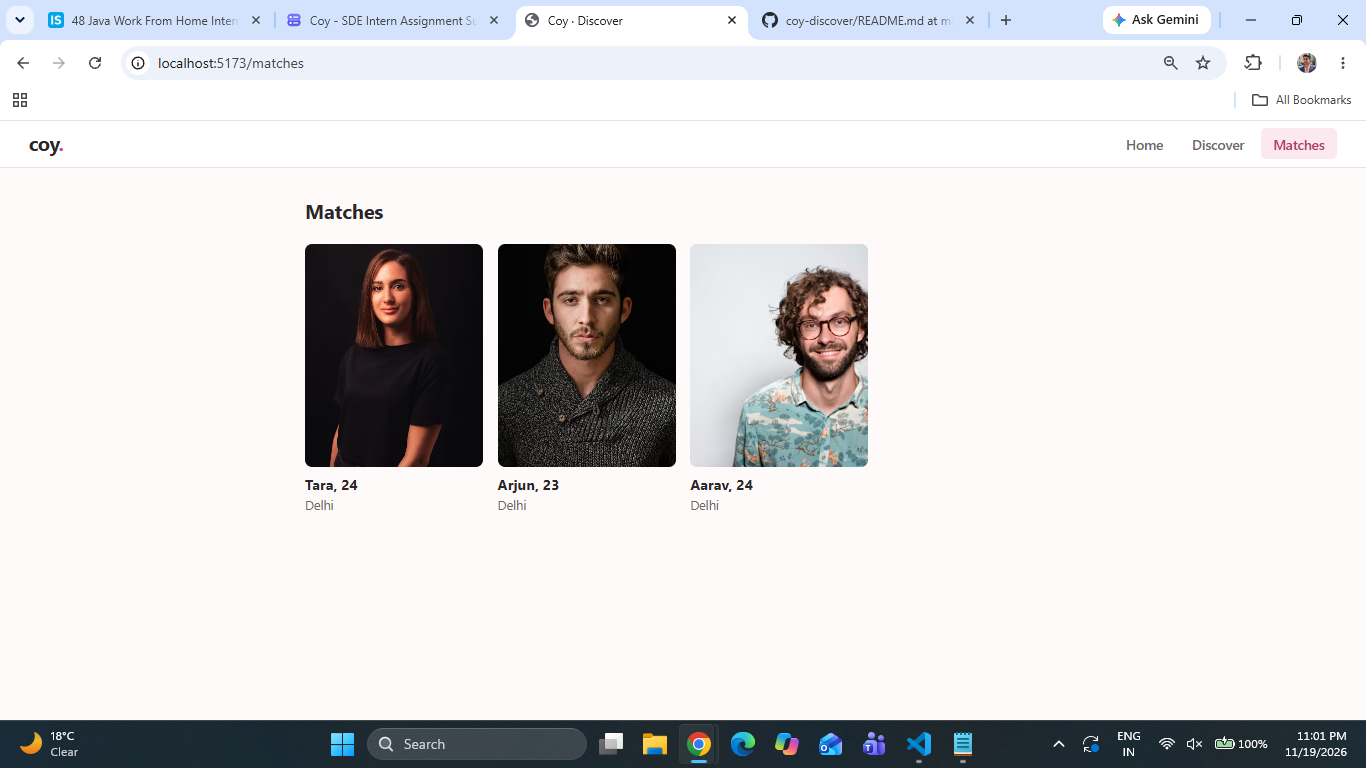 48 Java Work From Home Intern
Coy - SDE Intern Assignment Su
Coy · Discover
coy-discover/README.md at m
Ask Gemini
localhost:5173/matches
All Bookmarks
coy.
Home
Discover
Matches
Matches
Tara, 24
Delhi
Arjun, 23
Delhi
Aarav, 24
Delhi
18°C
Clear
Search
ENG
IN
100%
11:01 PM
11/19/2026